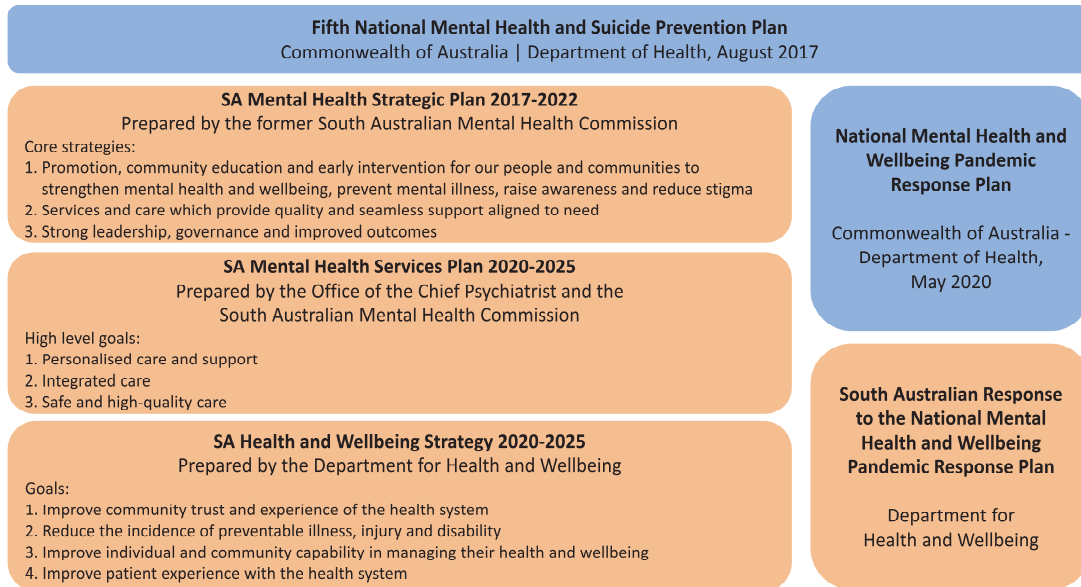 Fifth National Mental Health and Suicide Prevention Plan
Commonwealth of Australia | Department of Health, August 2017
SA Mental Health Strategic Plan 2017-2022
Prepared by the former South Australian Mental Health Commission
Core strategies:
1. Promotion, community education and early intervention for our people and communities to
strengthen mental health and wellbeing, prevent mental illness, raise awareness and reduce stigma
2. Services and care which provide quality and seamless support aligned to need
3. Strong leadership, governance and improved outcomes
SA Mental Health Services Plan 2020-2025
Prepared by the Office of the Chief Psychiatrist and the
South Australian Mental Health Commission
High level goals:
1. Personalised care and support
2. Integrated care
3. Safe and high-quality care
SA Health and Wellbeing Strategy 2020-2025
Prepared by the Department for Health and Wellbeing
Goals:
1. Improve community trust and experience of the health system
2. Reduce the incidence of preventable illness, injury and disability
3. Improve individual and community capability in managing their health and wellbeing
4. Improve patient experience with the health system
National Mental Health and
Wellbeing Pandemic
Response Plan
Commonwealth of Australia -
Department of Health,
May 2020
South Australian Response
to the National Mental
Health and Wellbeing
Pandemic Response Plan
Department for
Health and Wellbeing